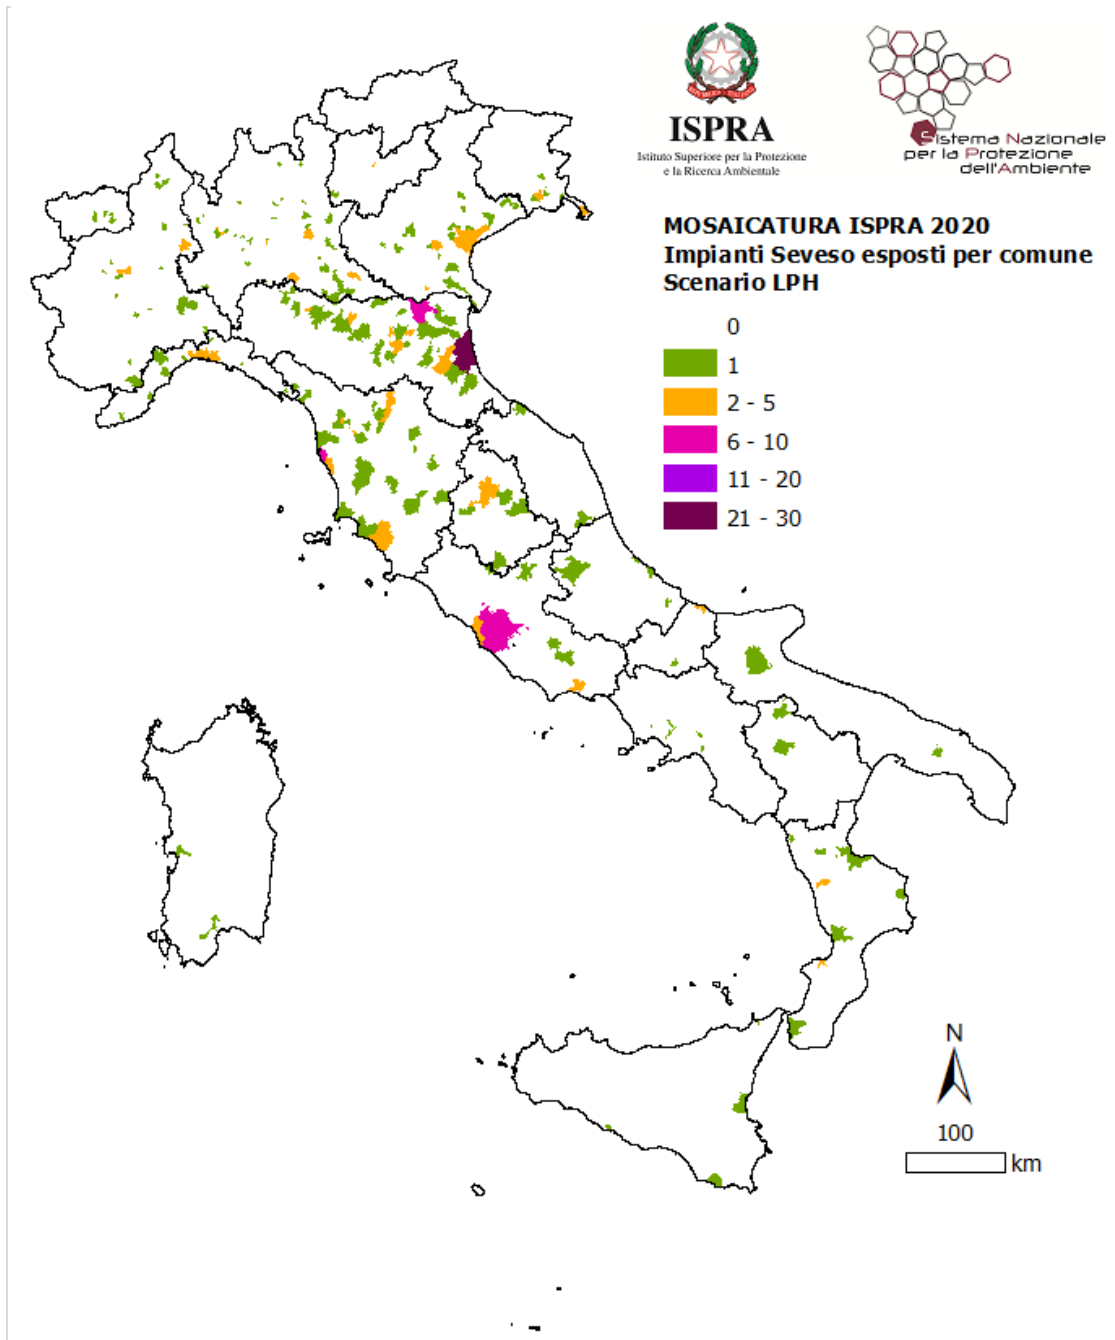 ISPRA
Istituto Superiore per la Protezione
e la Ricerca Ambientale
Sistema Nazionale
per la Protezione
dell'Ambiente
MOSAICATURA ISPRA 2020
Impianti Seveso esposti per comune
Scenario LPH
0
1
2 - 5
6 - 10
11 - 20
21 - 30
N
100
km